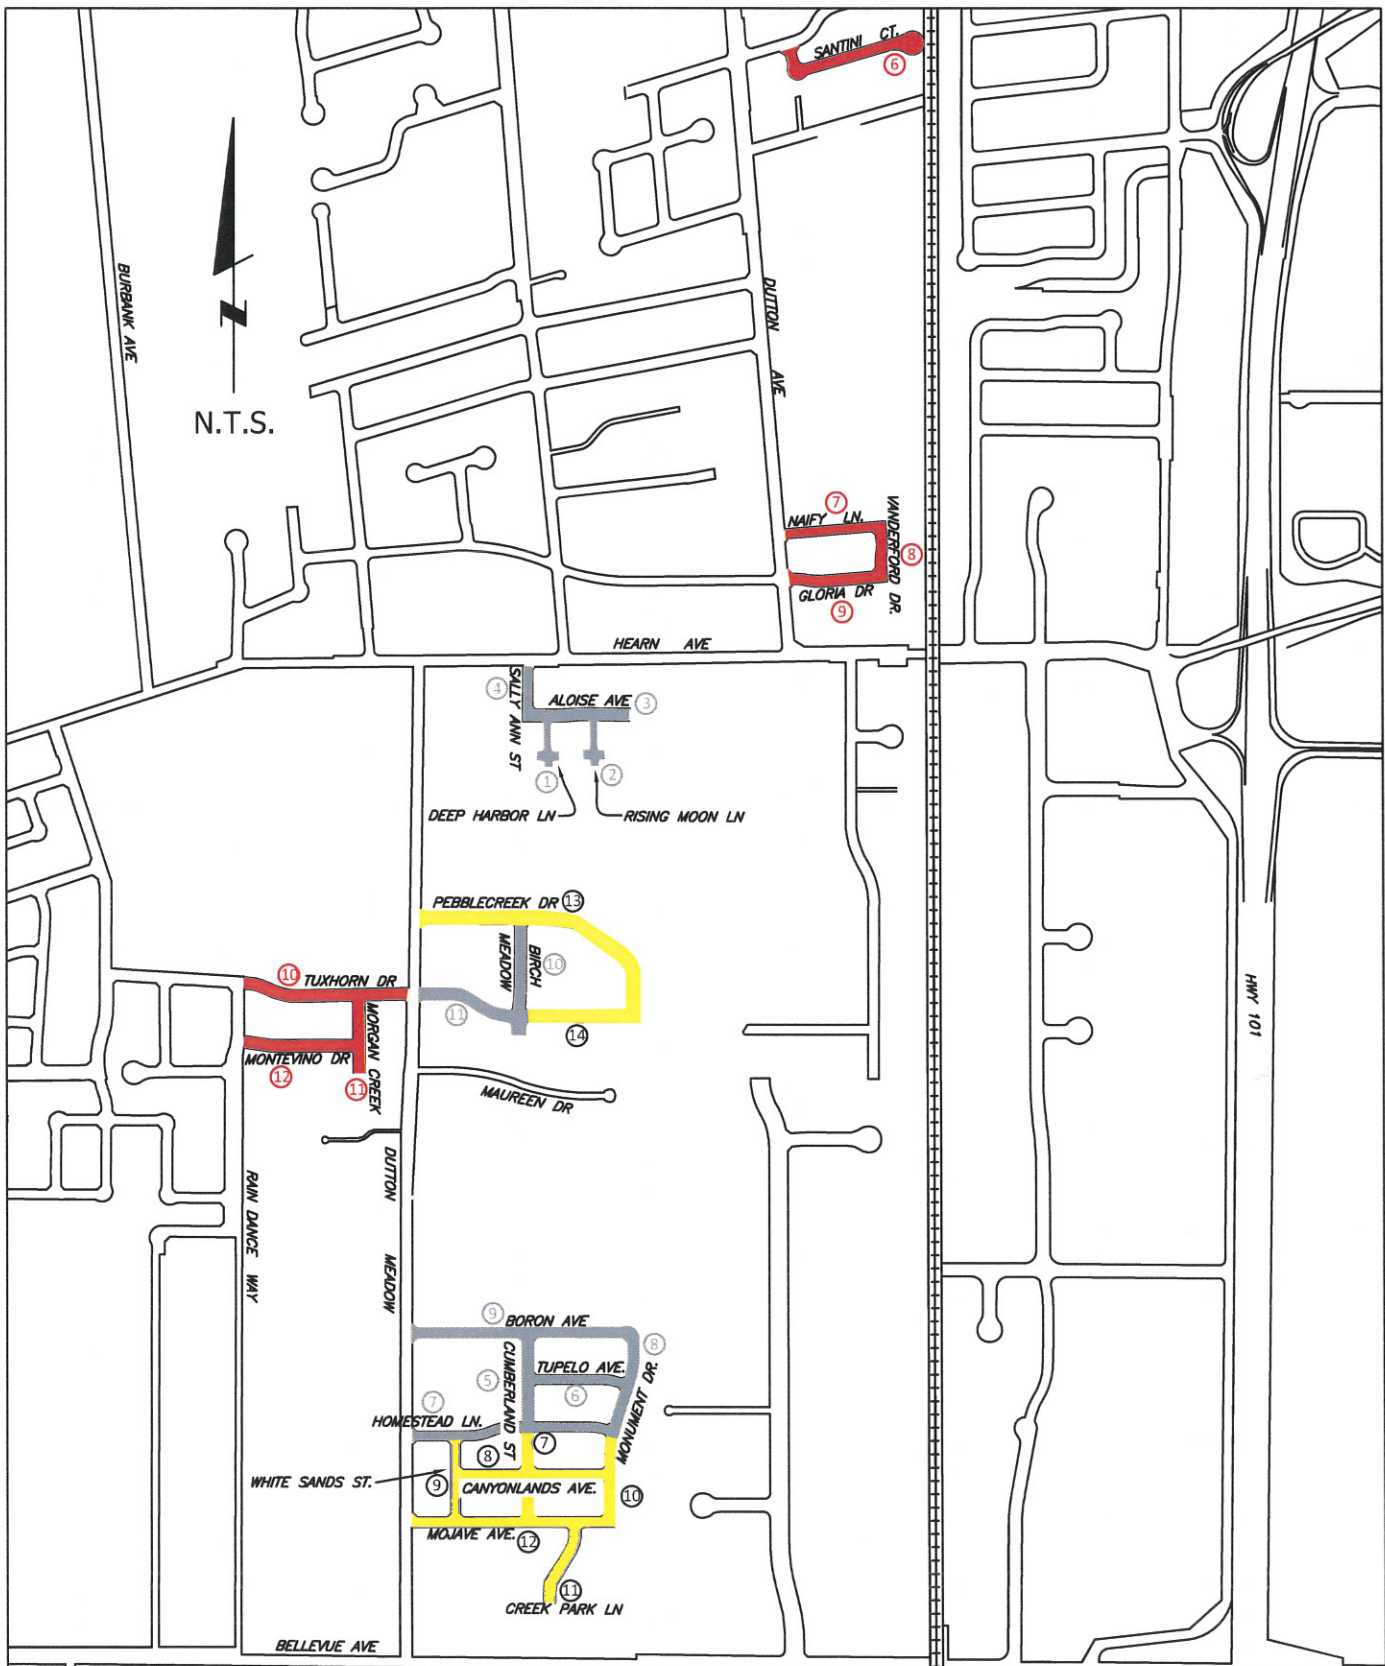 SANTINI CT.
6
BURBANK AVE
DUTTON AVE
N.T.S.
7
NAIFY LN.
VANDERFORD DR.
8
GLORIA DR
9
HEARN AVE
4
SALLY ANN ST
ALOISE AVE
3
1
2
DEEP HARBOR LN
RISING MOON LN
PEBBLECREEK DR
13
MEADOW
BIRCH
10
10
TUXHORN DR
11
14
MORGAN CREEK
MONTEVINO DR
12
11
MAUREEN DR
HWY 101
RAIN DANCE WAY
DUTTON MEADOW
9
BORON AVE
8
CUMBERLAND ST
TUPELO AVE.
5
6
MONUMENT DR.
7
HOMESTEAD LN.
7
8
WHITE SANDS ST.
9
CANYONLANDS AVE.
10
MOJAVE AVE.
12
11
CREEK PARK LN
BELLEVUE AVE